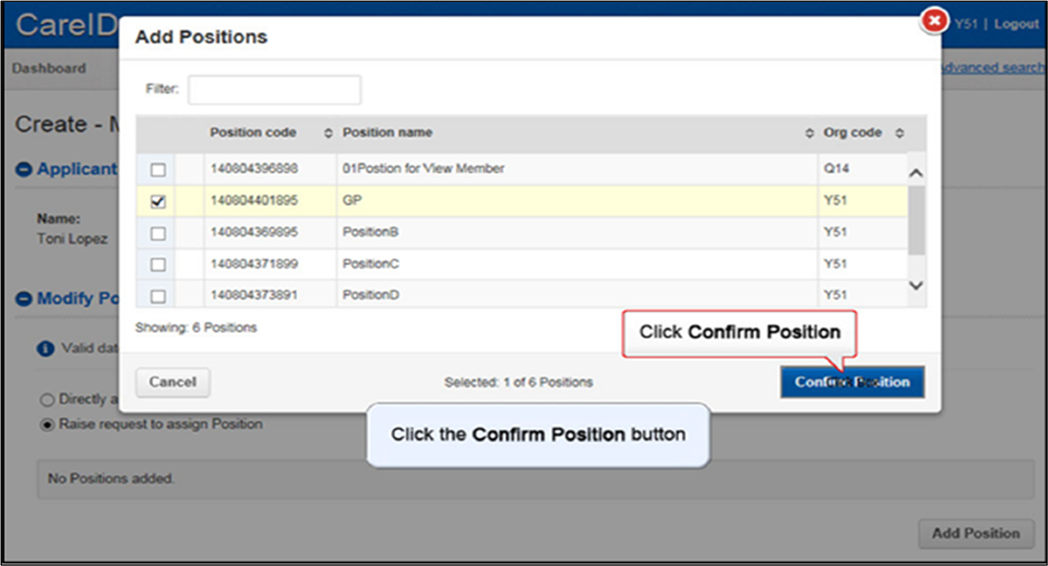 CareID
Y51 | Logout
Add Positions
Dashboard
Advanced search
Filter:
Create - M
Position code
Position name
Org code
Applicant
140804396898
01Postion for View Member
Q14
140804401895
GP
Y51
Name:
140804369895
PositionB
Y51
Toni Lopez
140804371899
PositionC
Y51
Modify Po
140804373891
PositionD
Y51
Showing: 6 Positions
Click Confirm Position
Valid dat
Cancel
Selected: 1 of 6 Positions
Confirm Position
Directly a
Raise request to assign Position
Click the Confirm Position button
No Positions added.
Add Position